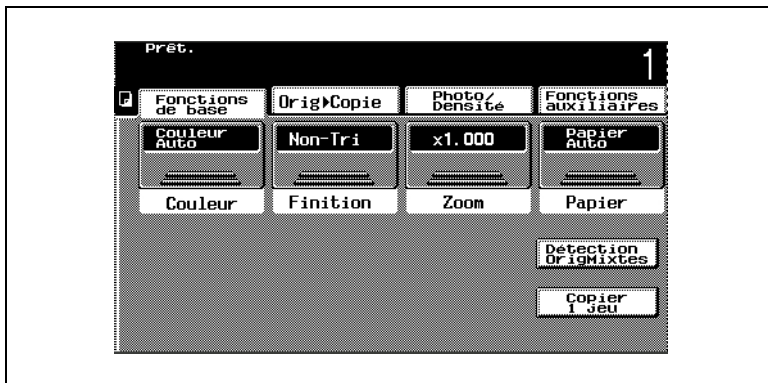 Prêt.
1
Fonctions
de base
Orig▶Copie
Photo/
Densité
Fonctions
auxiliaires
Couleur
Auto
Non-Tri
x1.000
Papier
Auto
Couleur
Finition
Zoom
Papier
Détection
OrigMixtes
Copier
1 Jeu